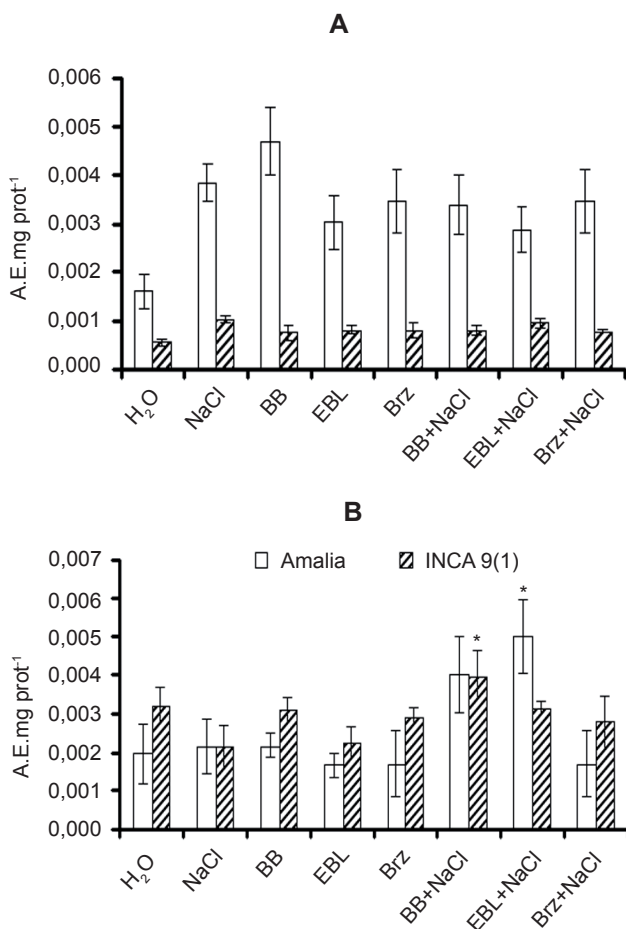 A
0,006
0,005
0,004
0,003
0,002
0,001
0,000
A.E.mg prot⁻¹
H₂O
NaCl
BB
EBL
Brz
BB+NaCl
EBL+NaCl
Brz+NaCl
B
Amalia
INCA 9(1)
0,007
0,006
0,005
0,004
0,003
0,002
0,001
0,000
A.E.mg prot⁻¹
*
*
H₂O
NaCl
BB
EBL
Brz
BB+NaCl
EBL+NaCl
Brz+NaCl